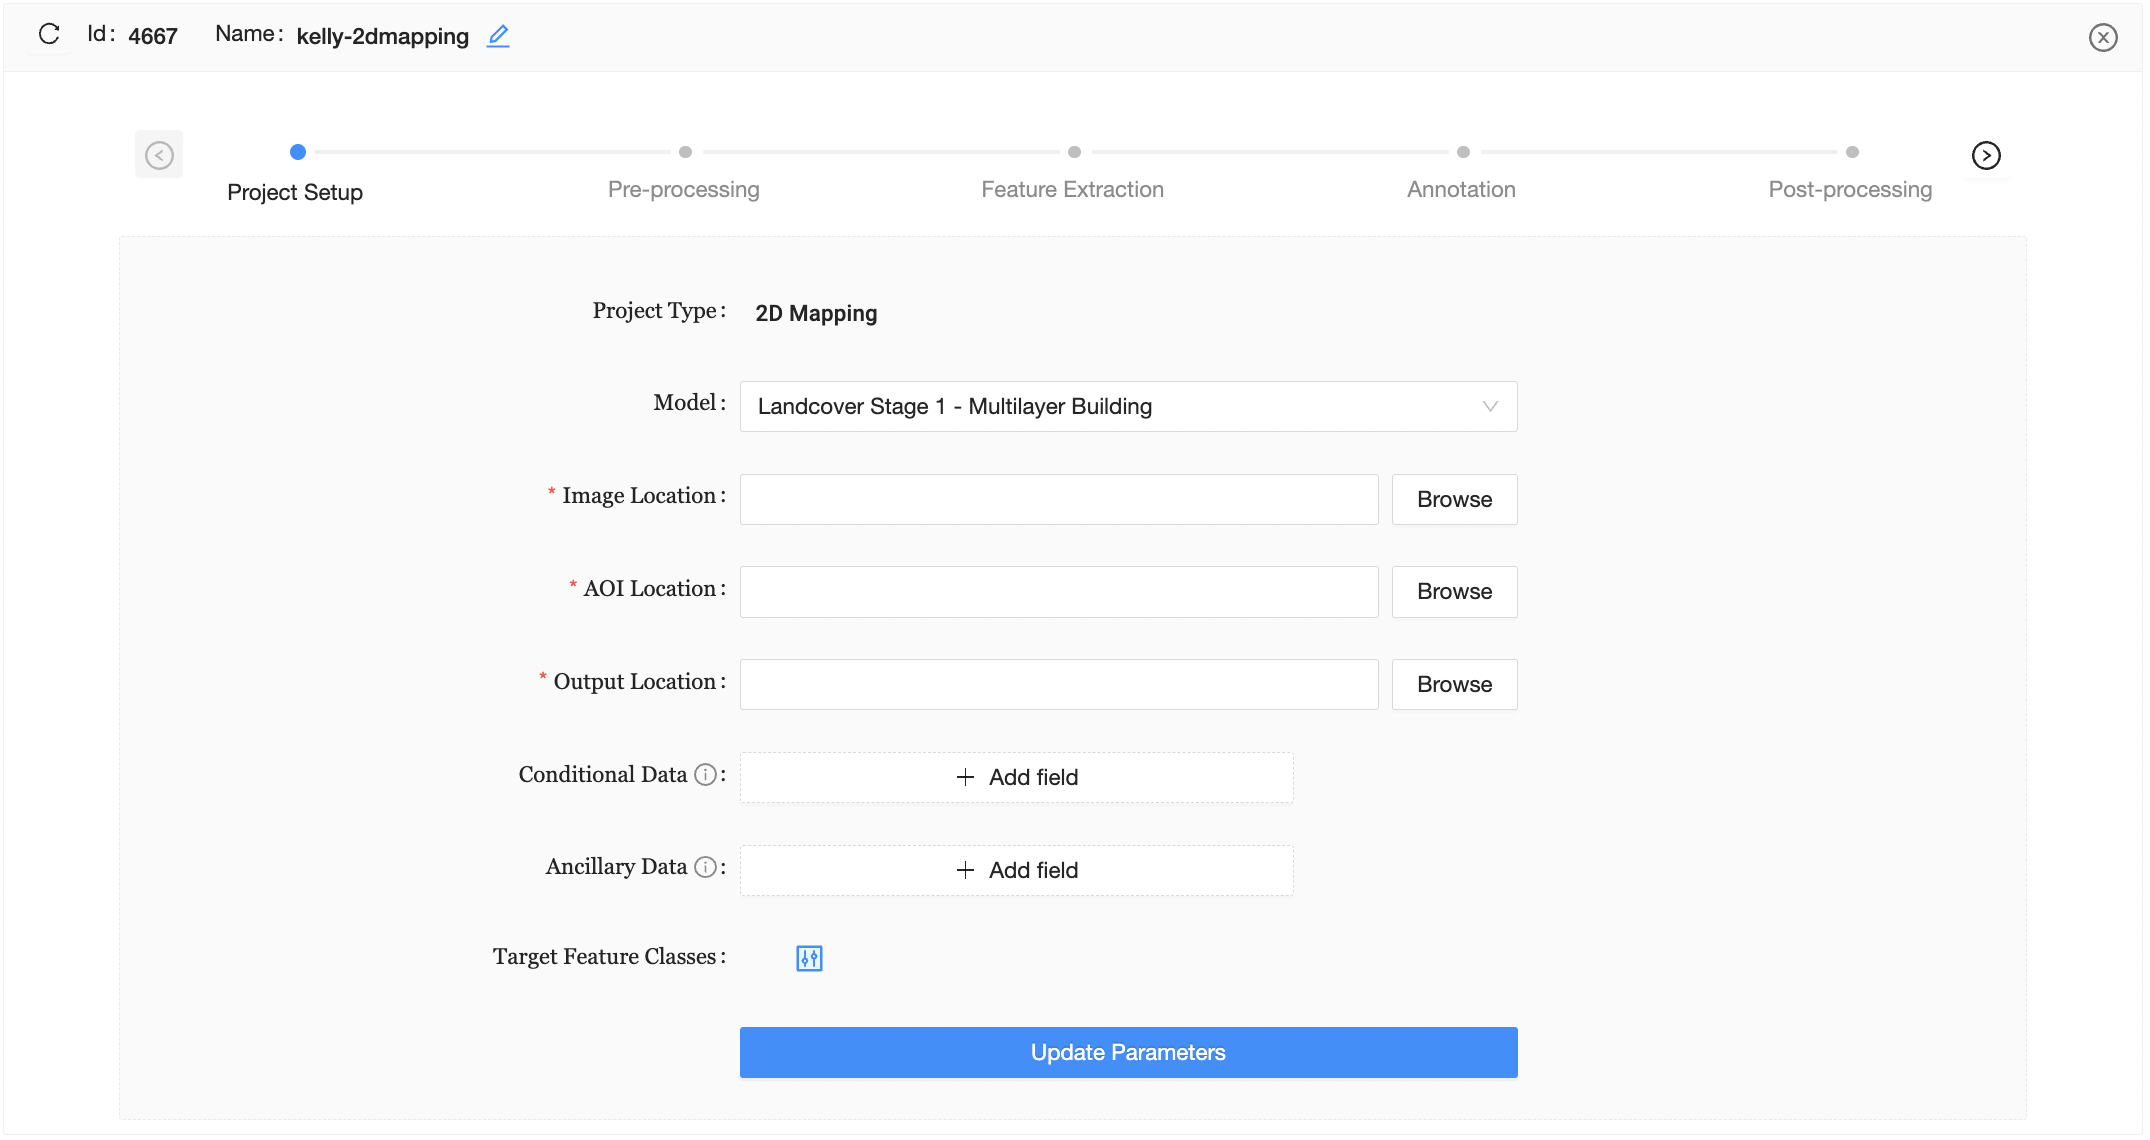 Id: 4667 Name: kelly-2dmapping
Project Setup Pre-processing Feature Extraction Annotation Post-processing
Project Type: 2D Mapping
Model: Landcover Stage 1 - Multilayer Building
* Image Location: Browse
* AOI Location: Browse
* Output Location: Browse
Conditional Data : + Add field
Ancillary Data : + Add field
Target Feature Classes:
Update Parameters